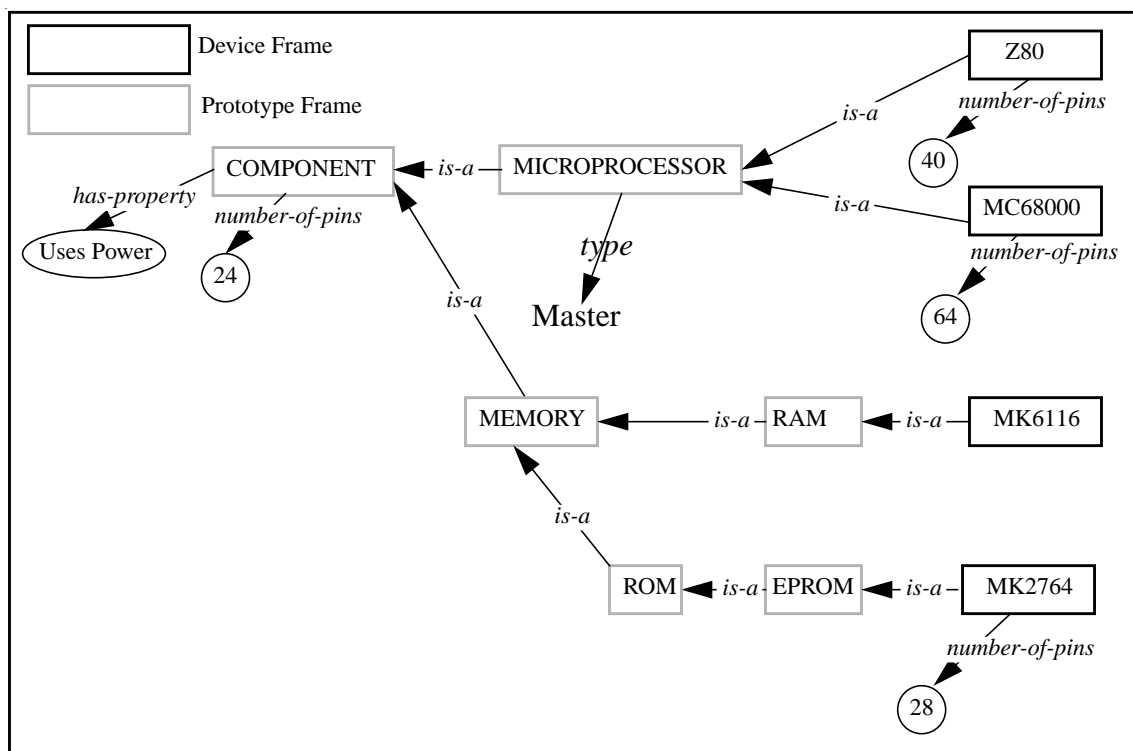 Device Frame
Z80
Prototype Frame
number-of-pins
is-a
40
COMPONENT
is-a
MICROPROCESSOR
has-property
number-of-pins
is-a
MC68000
Uses Power
24
type
number-of-pins
is-a
Master
64
MEMORY
is-a
RAM
is-a
MK6116
is-a
ROM
is-a
EPROM
is-a
MK2764
number-of-pins
28